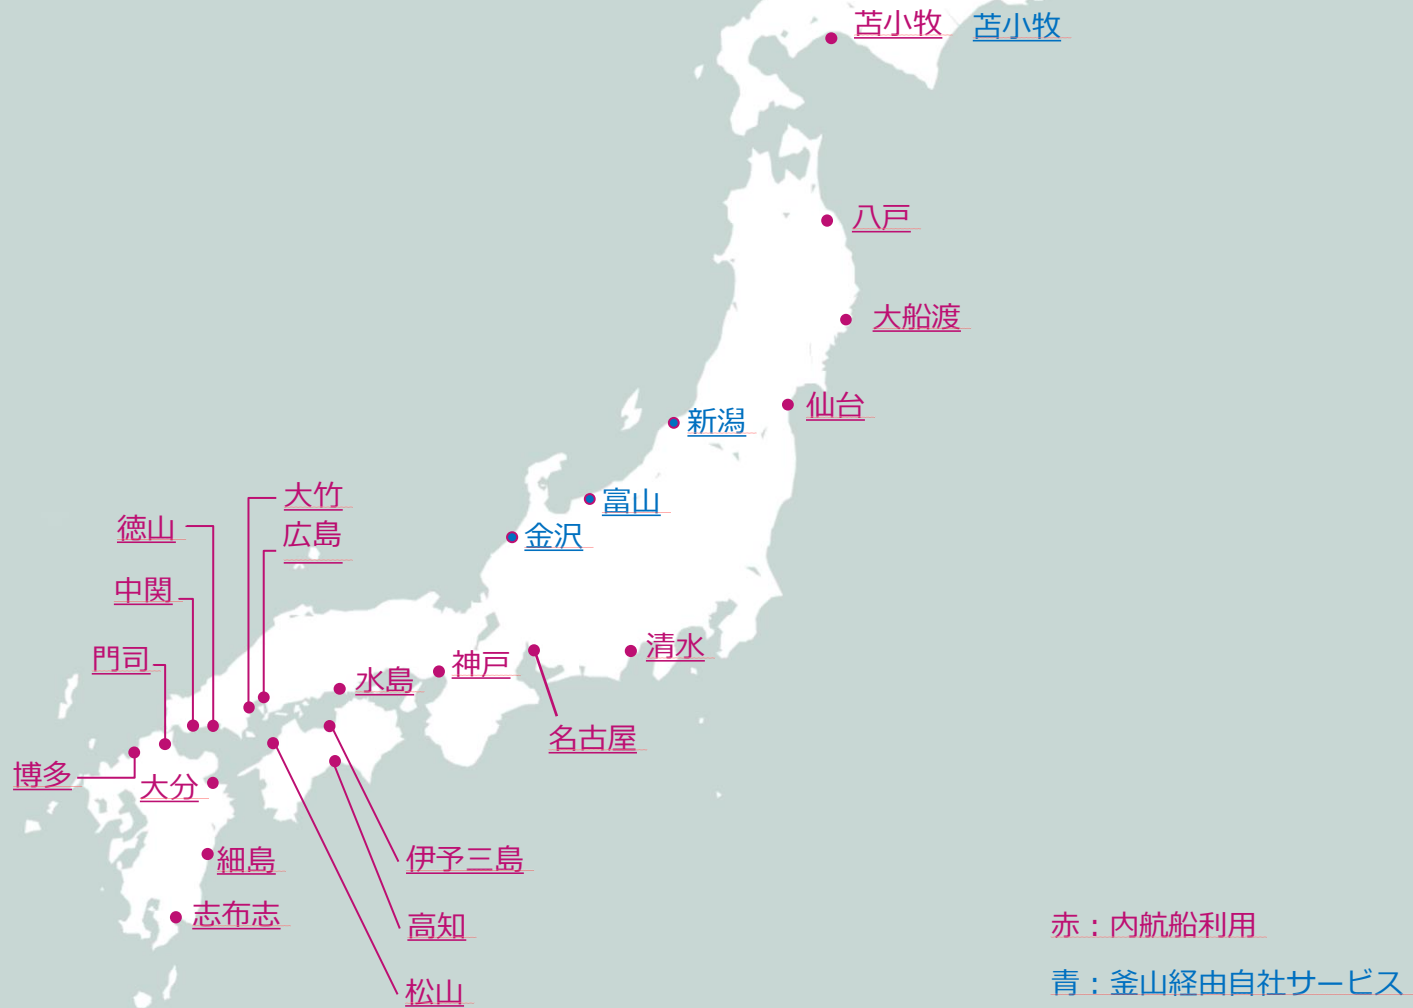 苫小牧 苫小牧
八戸
大船渡
仙台
新潟
富山
金沢
大竹
徳山
広島
中関
門司
清水
神戸
水島
名古屋
博多
大分
伊予三島
細島
志布志
高知
松山
赤：内航船利用
青：釜山経由自社サービス